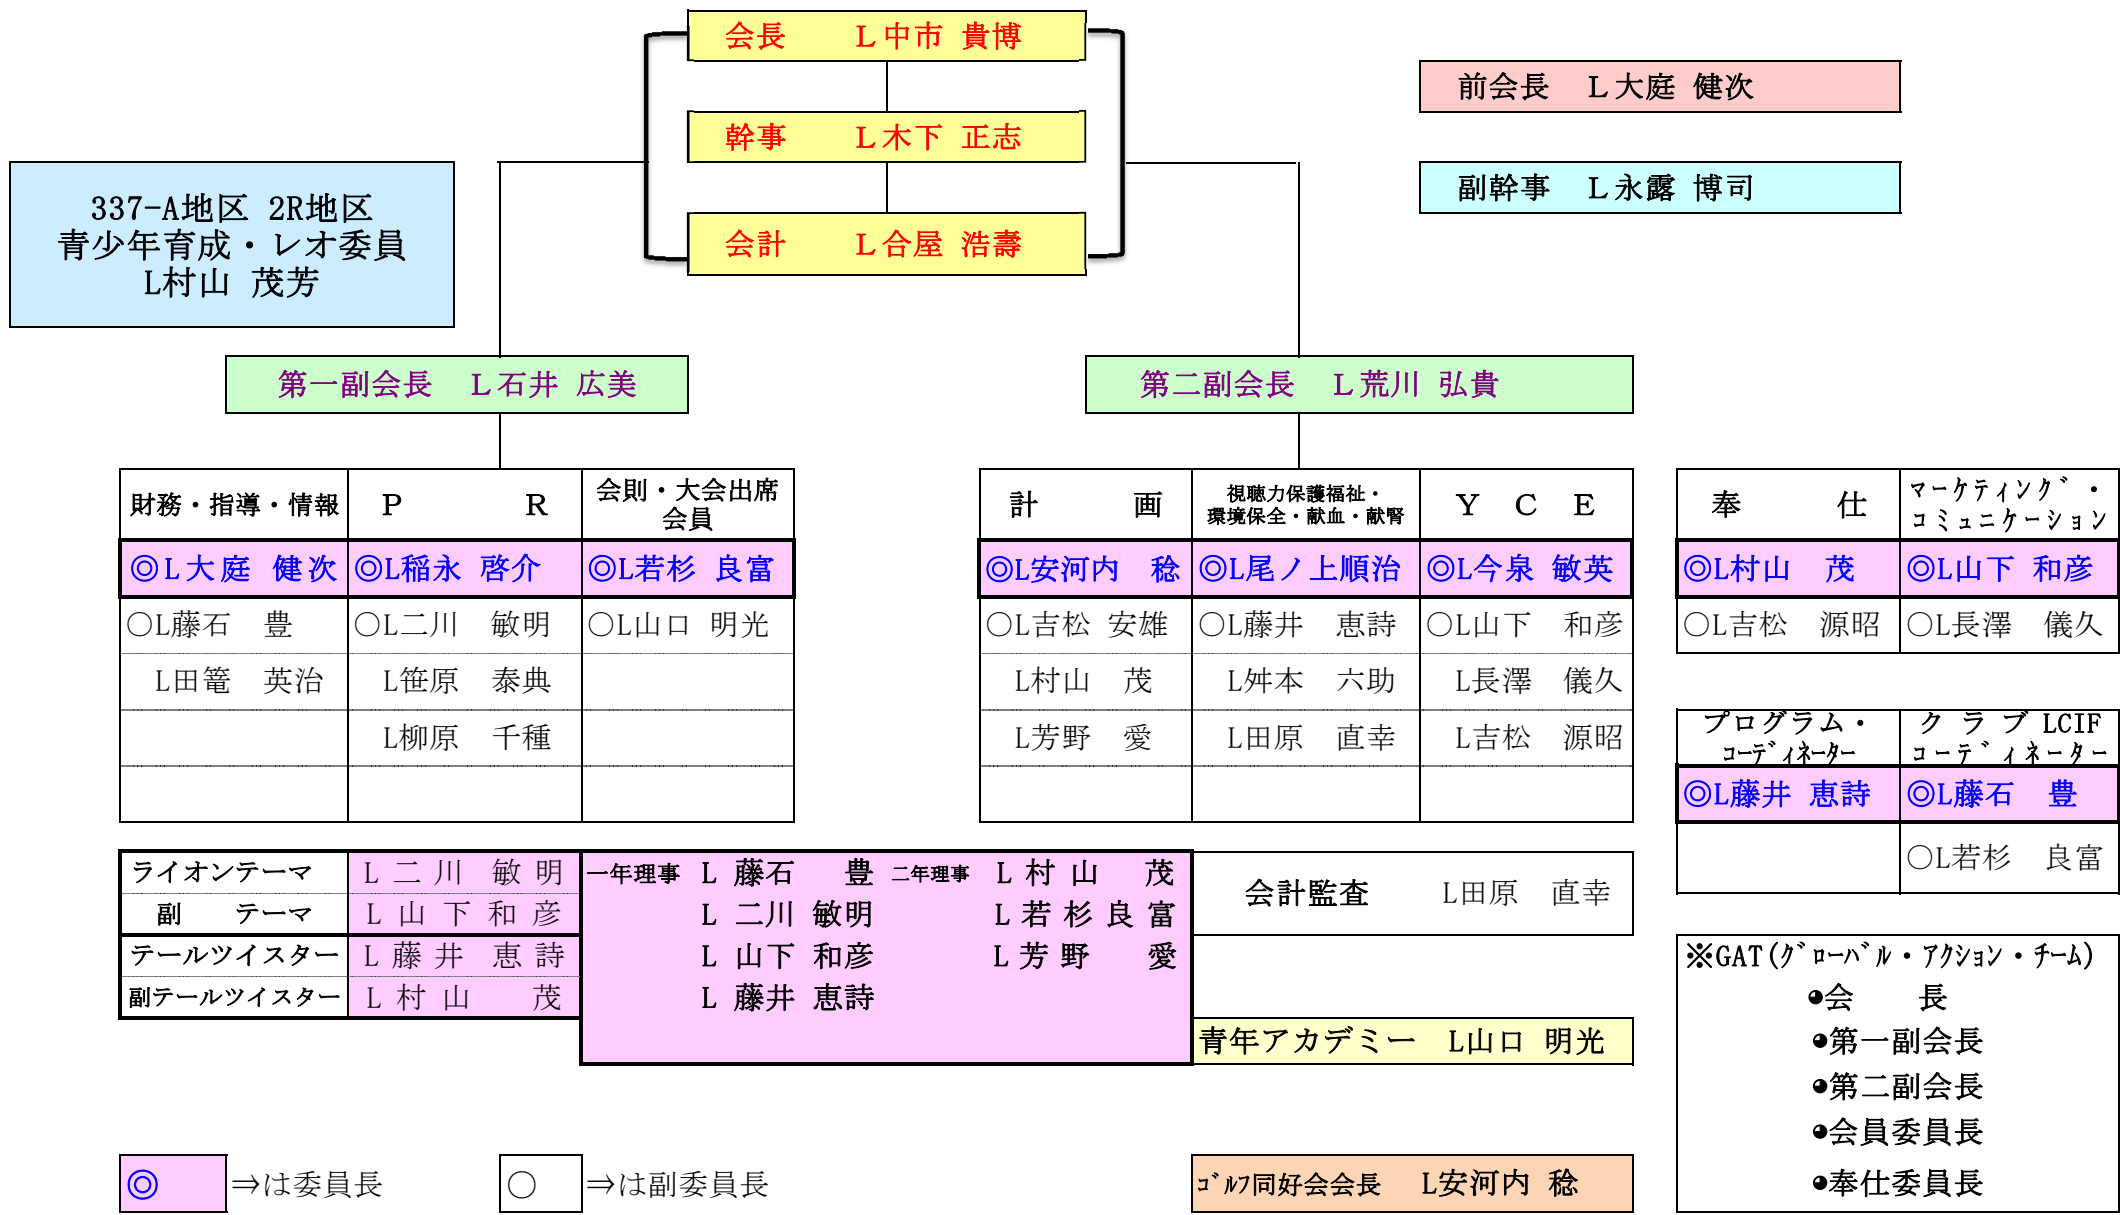 会長　　L中市 貴博
前会長　L大庭 健次
幹事　　L木下 正志
副幹事　L永露 博司
会計　　L合屋 浩壽
337-A地区 2R地区
青少年育成・レオ委員
L村山 茂芳
第一副会長　L石井 広美
第二副会長　L荒川 弘貴
財務・指導・情報
P　R
会則・大会出席
会員
◎L大庭 健次
◎L稲永 啓介
◎L若杉 良富
○L藤石　豊
○L二川　敏明
○L山口 明光
L田篭　英治
L笹原　泰典
L柳原　千種
計　画
視聴力保護福祉・
環境保全・献血・献腎
Y　C　E
◎L安河内　稔
◎L尾ノ上順治
◎L今泉 敏英
○L吉松 安雄
○L藤井　恵詩
○L山下　和彦
L村山　茂
L舛本　六助
L長澤　儀久
L芳野　愛
L田原　直幸
L吉松　源昭
奉　仕
マーケティング・
コミュニケーション
◎L村山　茂
◎L山下 和彦
○L吉松　源昭
○L長澤　儀久
プログラム・
コーディネーター
クラブLCIF
コーディネーター
◎L藤井 恵詩
◎L藤石　豊
○L若杉　良富
ライオンテーマ　L二川　敏明
副　テーマ　L山下和彦
テールツイスター　L藤井　恵詩
副テールツイスター　L村山　茂
一年理事　L 藤石　豊　二年理事　L村山　茂
L 二川 敏明　L若杉良富
L 山下 和彦　L芳野　愛
L 藤井 恵詩
会計監査　L田原　直幸
青年アカデミー　L山口 明光
※GAT(ｸﾞﾛｰﾊﾞﾙ・ｱｸｼｮﾝ・ﾁｰﾑ)
◕会　長
◕第一副会長
◕第二副会長
◕会員委員長
◕奉仕委員長
◎ ⇒は委員長
○ ⇒は副委員長
ｺﾞﾙﾌ同好会会長　L安河内 稔